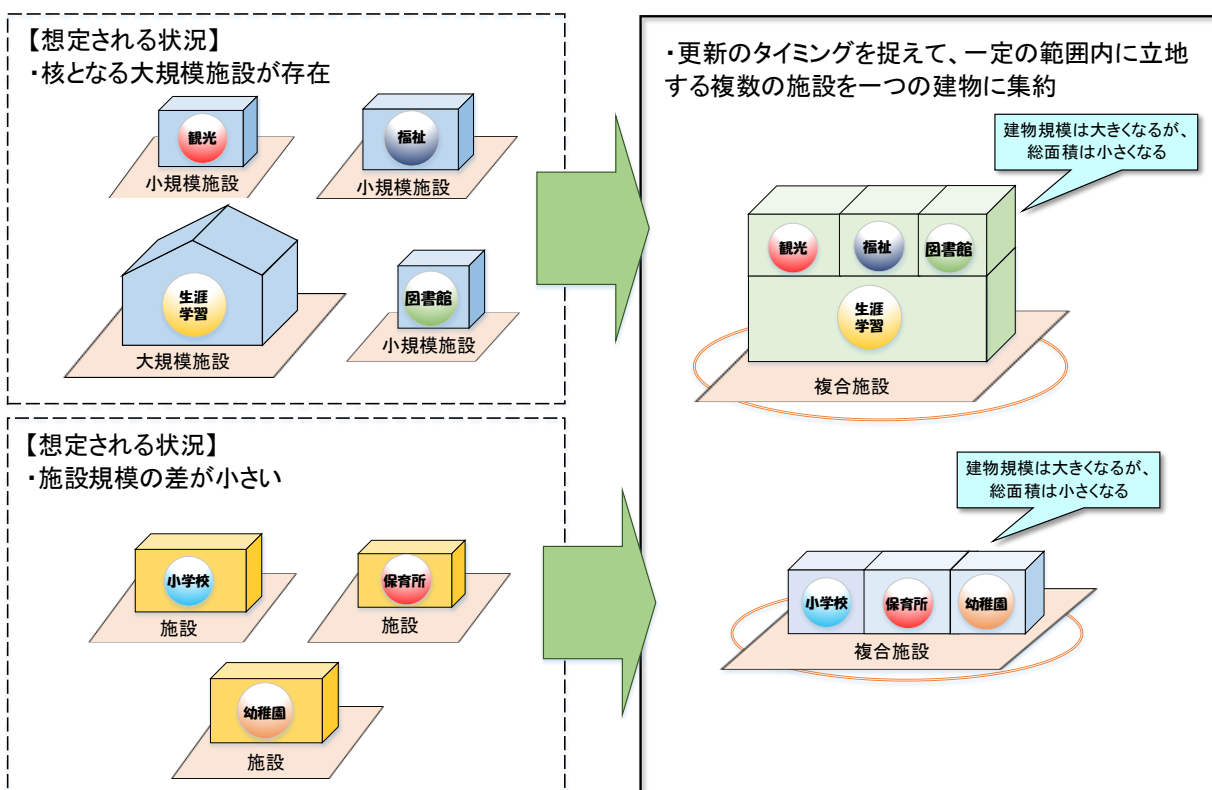 【想定される状況】
・核となる大規模施設が存在
観光
小規模施設
福祉
小規模施設
生涯
学習
大規模施設
図書館
小規模施設
【想定される状況】
・施設規模の差が小さい
小学校
施設
保育所
施設
幼稚園
施設
・更新のタイミングを捉えて、一定の範囲内に立地
する複数の施設を一つの建物に集約
建物規模は大きくなるが、
総面積は小さくなる
観光
福祉
図書館
生涯
学習
複合施設
建物規模は大きくなるが、
総面積は小さくなる
小学校
保育所
幼稚園
複合施設